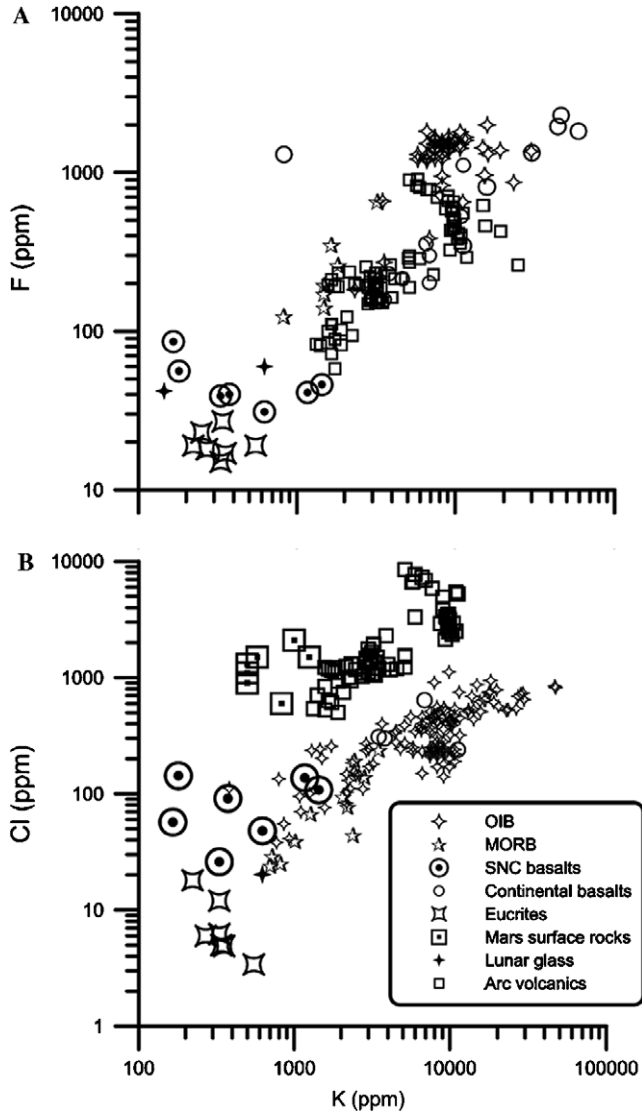 A
10000
1000
100
10
F (ppm)
B
10000
1000
100
10
1
Cl (ppm)
OIB
MORB
SNC basalts
Continental basalts
Eucrites
Mars surface rocks
Lunar glass
Arc volcanics
100 1000 10000 100000
K (ppm)